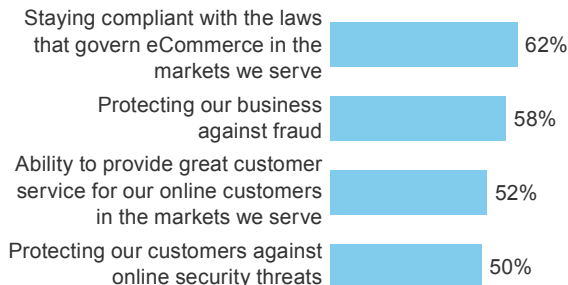 Staying compliant with the laws
that govern eCommerce in the
markets we serve
62%
Protecting our business
against fraud
58%
Ability to provide great customer
service for our online customers
in the markets we serve
52%
Protecting our customers against
online security threats
50%